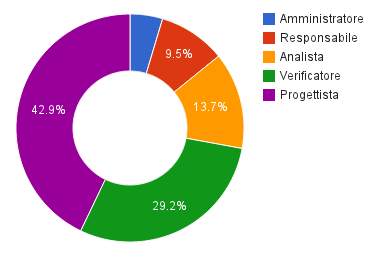 Amministratore
Responsabile
Analista
Verificatore
Progettista
9.5%
13.7%
29.2%
42.9%